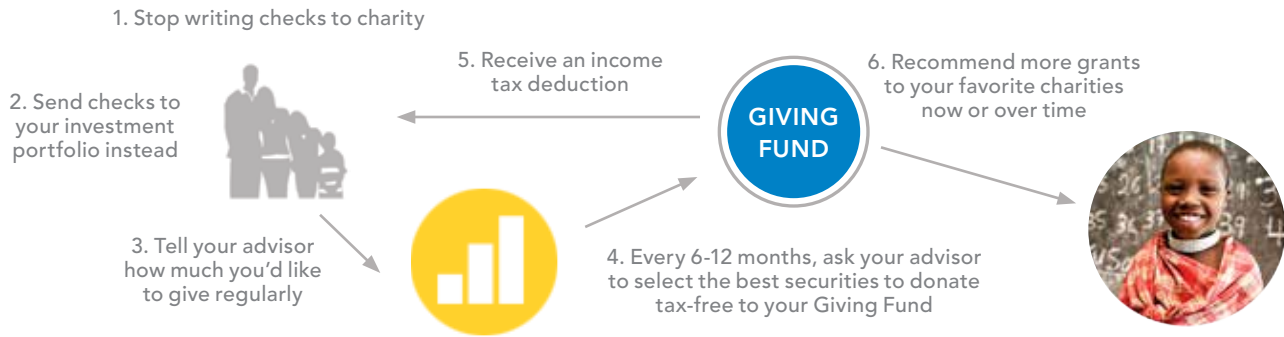 1. Stop writing checks to charity
2. Send checks to
your investment
portfolio instead
3. Tell your advisor
how much you'd like
to give regularly
4. Every 6-12 months, ask your advisor
to select the best securities to donate
tax-free to your Giving Fund
5. Receive an income
tax deduction
GIVING
FUND
6. Recommend more grants
to your favorite charities
now or over time